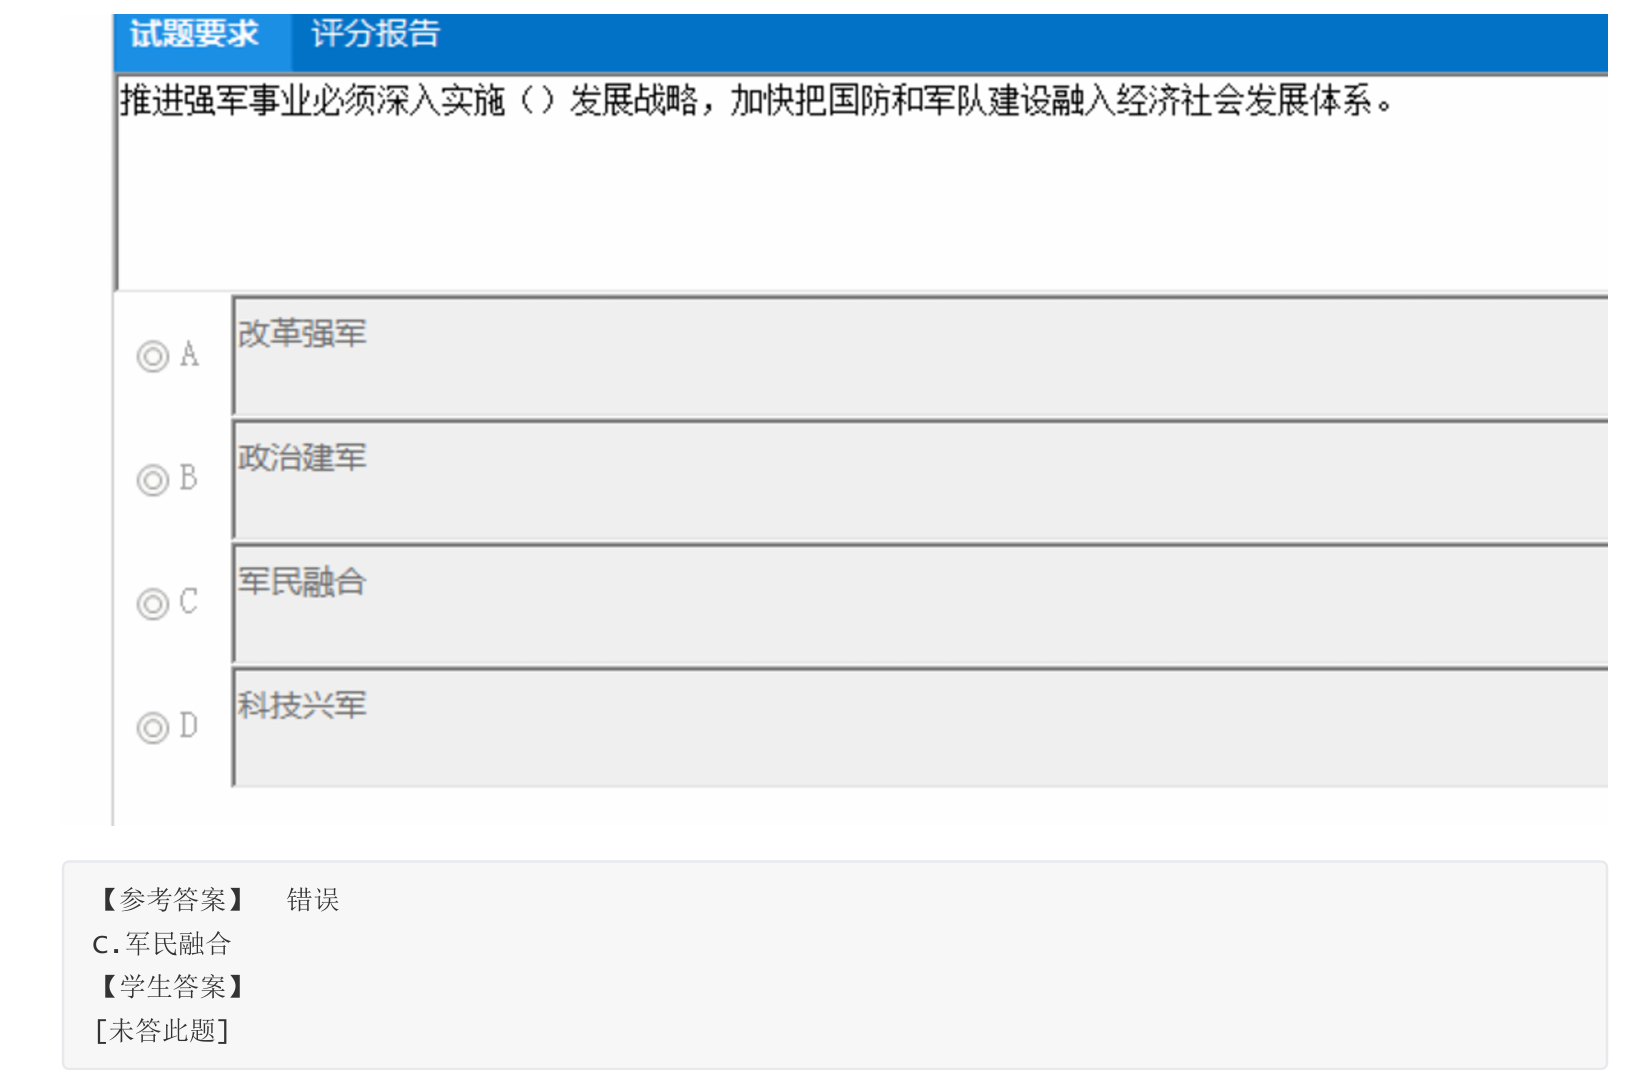 试题要求 评分报告
推进强军事业必须深入实施（）发展战略，加快把国防和军队建设融入经济社会发展体系。
A 改革强军
B 政治建军
C 军民融合
D 科技兴军
【参考答案】 错误
C.军民融合
【学生答案】
[未答此题]